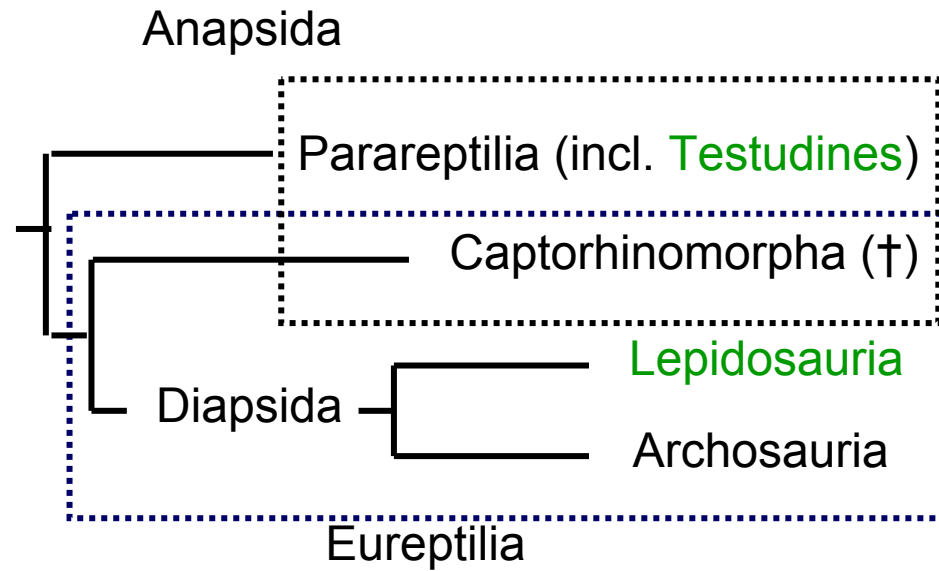 Anapsida
Parareptilia (incl. Testudines)
Captorhinomorpha (†)
Lepidosauria
Diapsida
Archosauria
Eureptilia